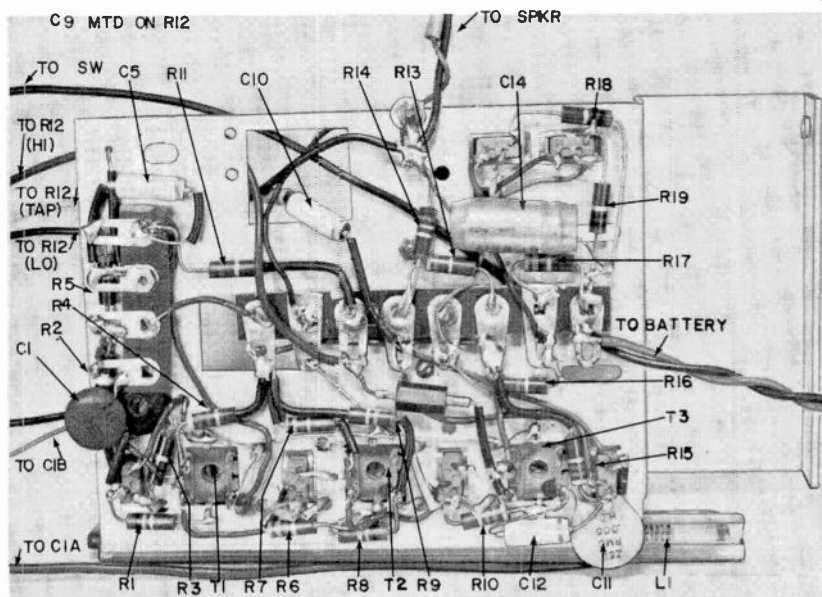 C9 MTD ON R12
TO SPKR
TO SW
C5
R11
C10
R14
R13
C14
R18
TO R12
(HI)
TO R12
(TAP)
TO R12
(LO)
R19
R17
R5
R4
R2
C1
TO BATTERY
R16
T3
R15
TO C1B
TO C1A
R1
R3
T1
R7
R6
R8
T2
R9
R10
C12
C11
L1
.005